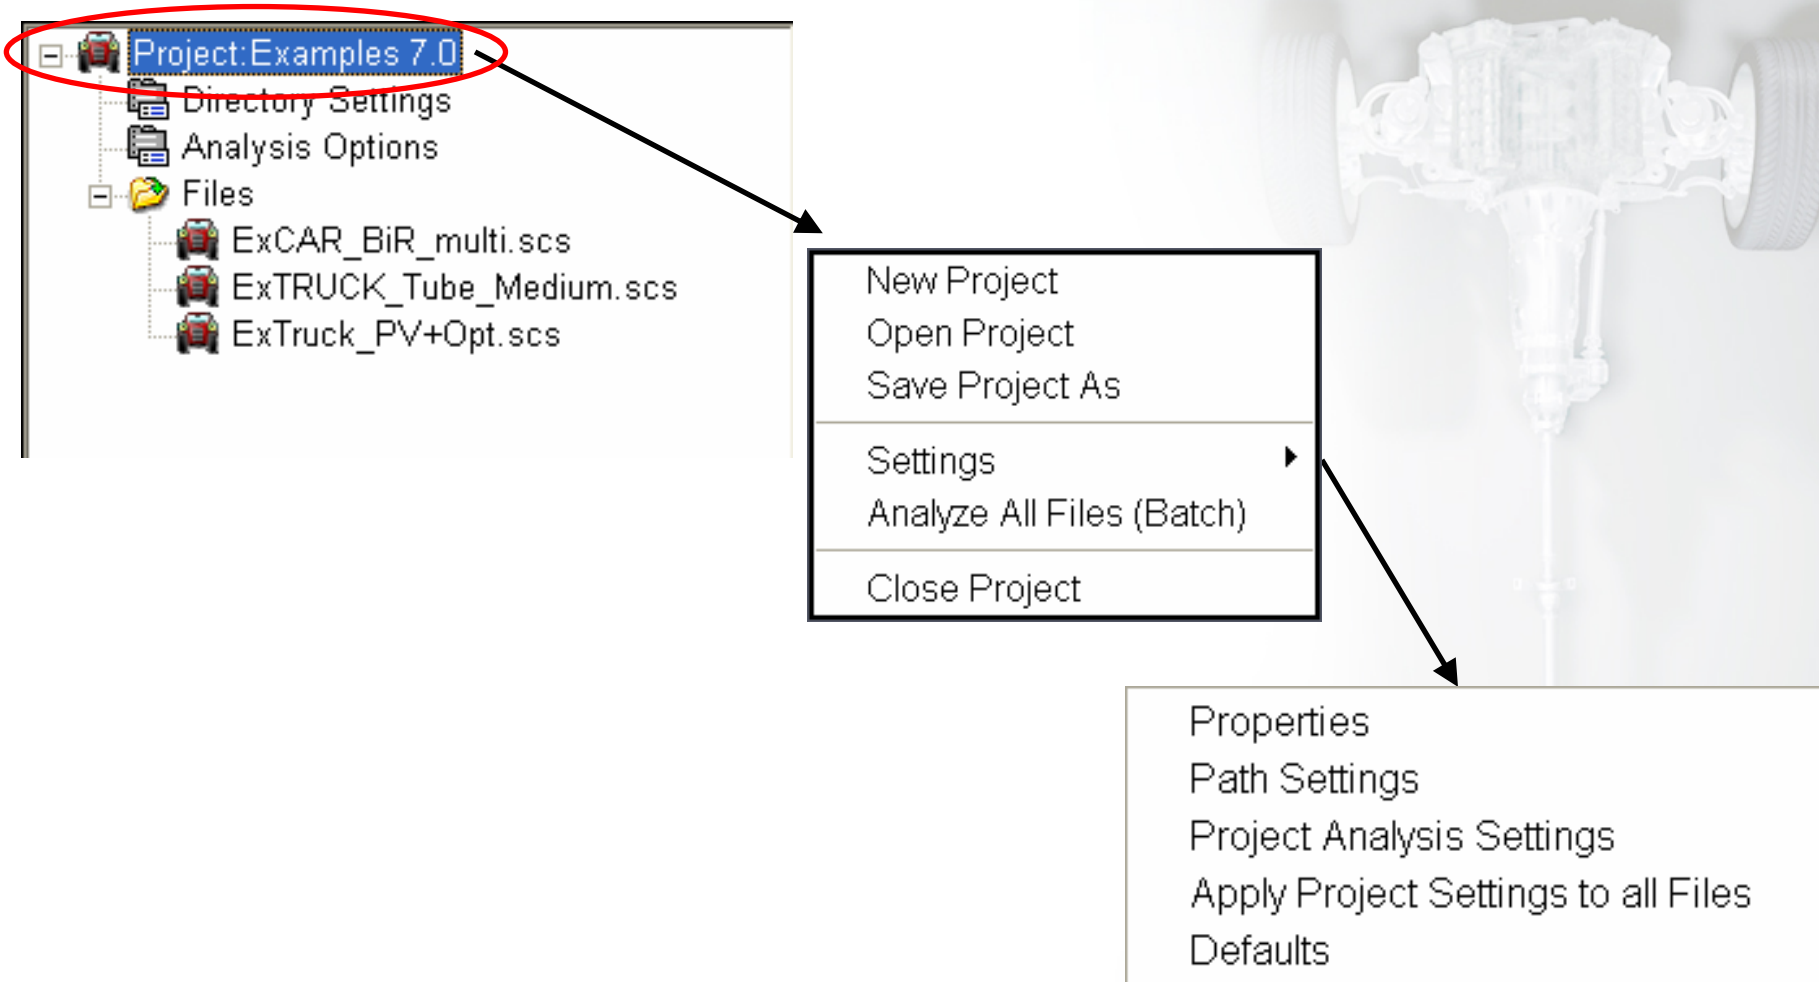 Project:Examples 7.0
Directory Settings
Analysis Options
Files
ExCAR_BiR_multi.scs
ExTRUCK_Tube_Medium.scs
ExTruck_PV+Opt.scs
New Project
Open Project
Save Project As
Settings
Analyze All Files (Batch)
Close Project
Properties
Path Settings
Project Analysis Settings
Apply Project Settings to all Files
Defaults